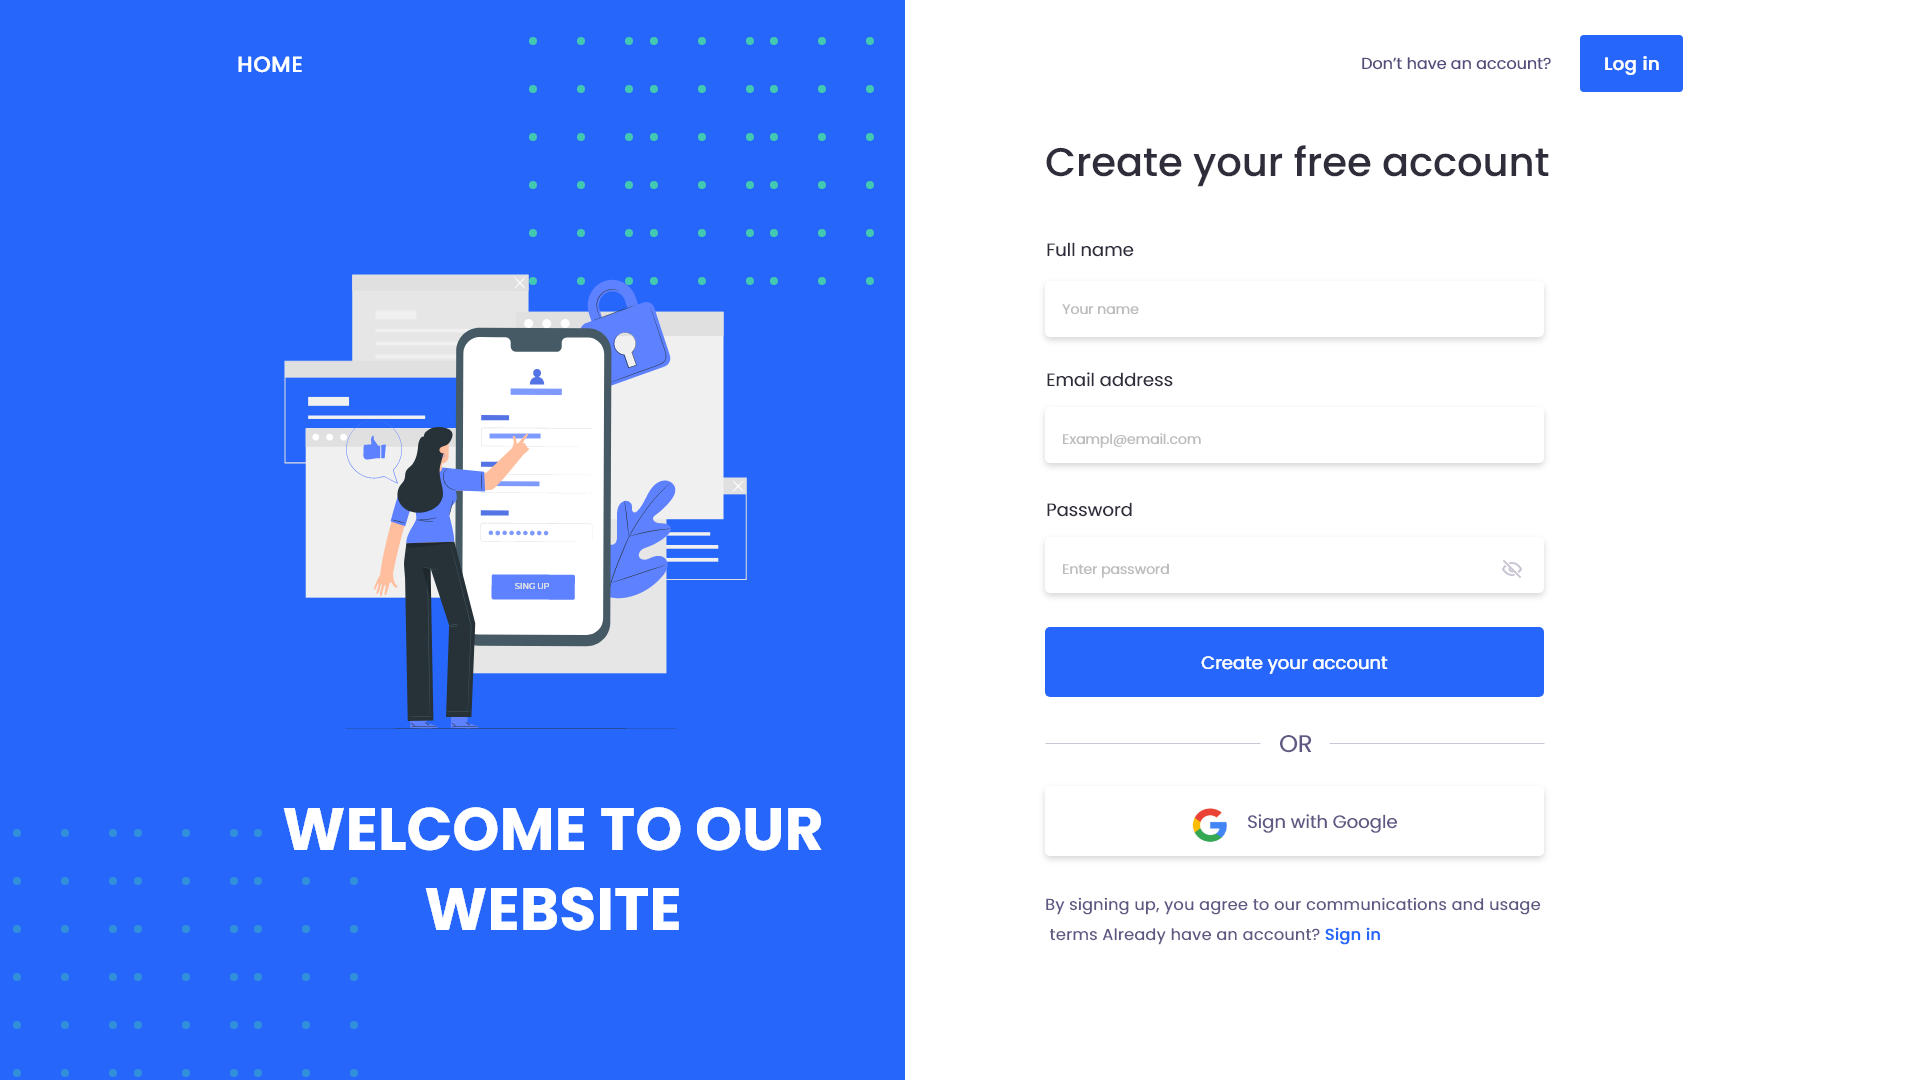 HOME
Don’t have an account?
Log in
Create your free account
Full name
Your name
Email address
Exampl@email.com
Password
Enter password
Create your account
OR
Sign with Google
By signing up, you agree to our communications and usage
terms Already have an account? Sign in
SING UP
WELCOME TO OUR
WEBSITE